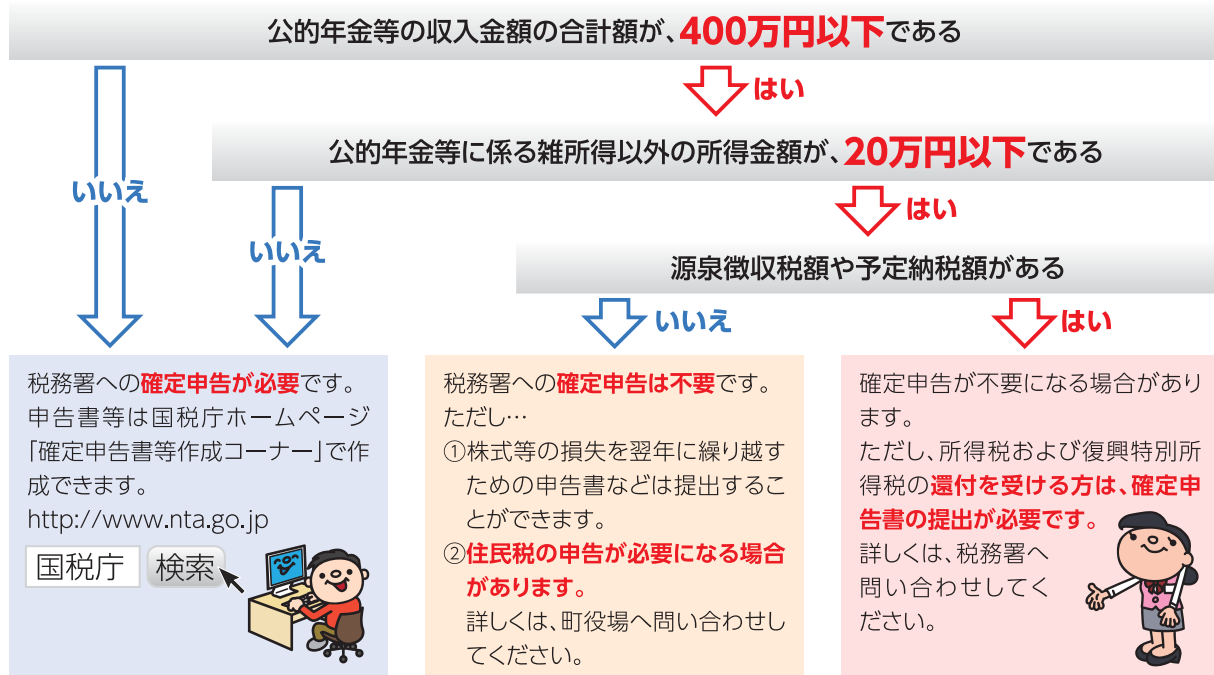 公的年金等の収入金額の合計額が、400万円以下である
はい
公的年金等に係る雑所得以外の所得金額が、20万円以下である
いいえ
はい
いいえ
源泉徴収税額や予定納税額がある
いいえ
はい
税務署への確定申告が必要です。
申告書等は国税庁ホームページ
「確定申告書等作成コーナー」で作
成できます。
http://www.nta.go.jp
国税庁 検索
税務署への確定申告は不要です。
ただし…
①株式等の損失を翌年に繰り越す
ための申告書などは提出するこ
とができます。
②住民税の申告が必要になる場合
があります。
詳しくは、町役場へ問い合わせし
てください。
確定申告が不要になる場合があり
ます。
ただし、所得税および復興特別所
得税の還付を受ける方は、確定申
告書の提出が必要です。
詳しくは、税務署へ
問い合わせしてく
ださい。